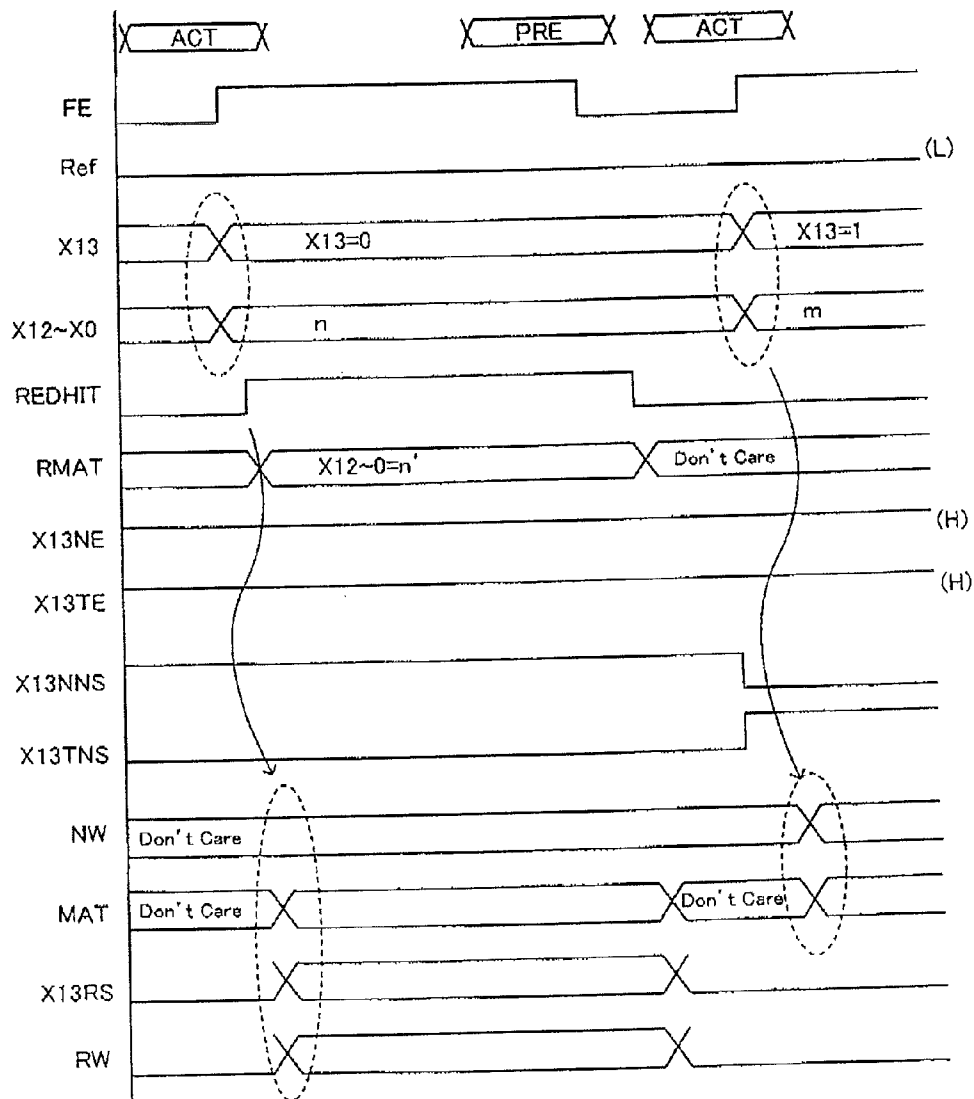 ACT PRE ACT
FE
Ref (L)
X13 X13=0 X13=1
X12~X0 n m
REDHIT
RMAT X12~0=n' Don't Care
X13NE (H)
X13TE (H)
X13NNS
X13TNS
NW Don't Care
MAT Don't Care Don't Care
X13RS
RW